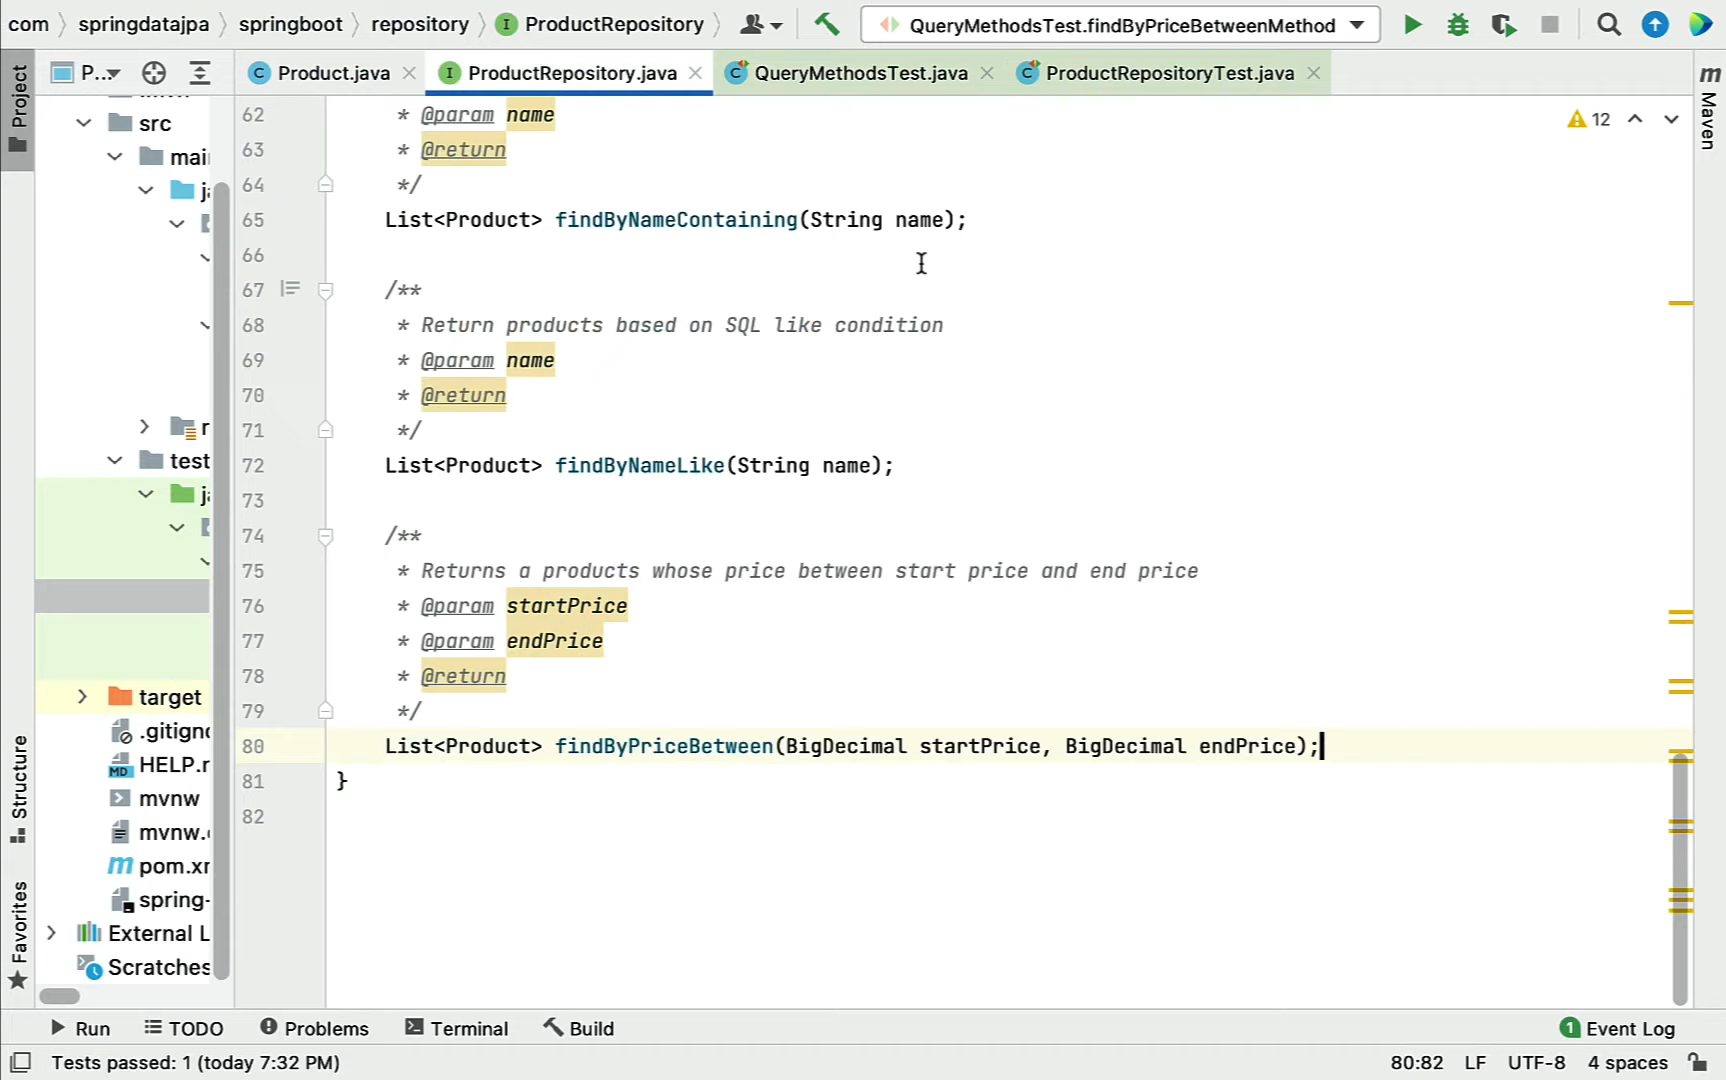 com springdatajpa springboot repository ProductRepository QueryMethodsTest.findByPriceBetweenMethod
Project P... Product.java ProductRepository.java QueryMethodsTest.java ProductRepositoryTest.java
m Maven
12
src
mai
j
r
test
j
target
.gitign
HELP.r
mvnw
mvnw.
pom.xr
spring-
External L
Scratches
Structure
Favorites
62 * @param name
63 * @return
64 */
65 List<Product> findByNameContaining(String name);
66
67 /**
68 * Return products based on SQL like condition
69 * @param name
70 * @return
71 */
72 List<Product> findByNameLike(String name);
73
74 /**
75 * Returns a products whose price between start price and end price
76 * @param startPrice
77 * @param endPrice
78 * @return
79 */
80 List<Product> findByPriceBetween(BigDecimal startPrice, BigDecimal endPrice);
81 }
82
Run TODO Problems Terminal Build 1 Event Log
Tests passed: 1 (today 7:32 PM) 80:82 LF UTF-8 4 spaces